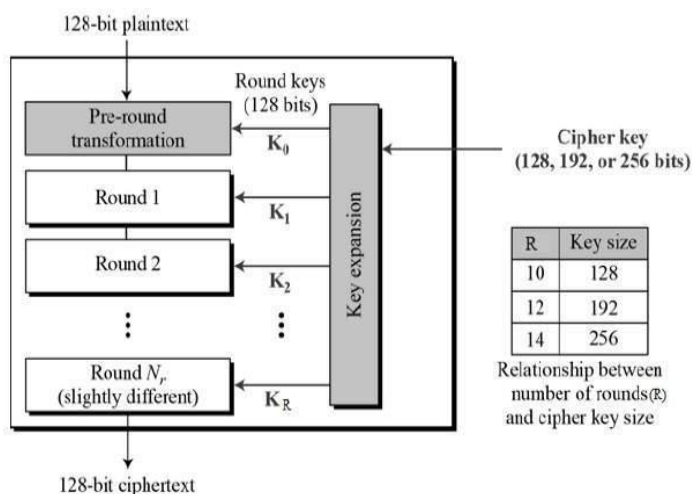 128-bit plaintext
Round keys
(128 bits)
Pre-round
transformation
K₀
Cipher key
(128, 192, or 256 bits)
Round 1
K₁
Round 2
K₂
Key expansion
R Key size
10 128
12 192
14 256
Round Nᵣ
(slightly different)
K_R
Relationship between
number of rounds(R)
and cipher key size
128-bit ciphertext